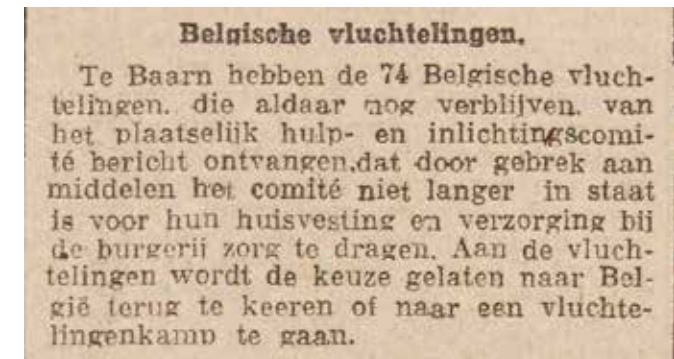 Belgische vluchtelingen.
Te Baarn hebben de 74 Belgische vluch-
telingen. die aldaar nog verblijven. van
het plaatselijk hulp- en inlichtingscomi-
té bericht ontvangen.dat door gebrek aan
middelen het comité niet langer in staat
is voor hun huisvesting en verzorging bij
de burgerij zorg te dragen. Aan de vluch-
telingen wordt de keuze gelaten naar Bel-
gië terug te keeren of naar een vluchte-
lingenkamp te gaan.